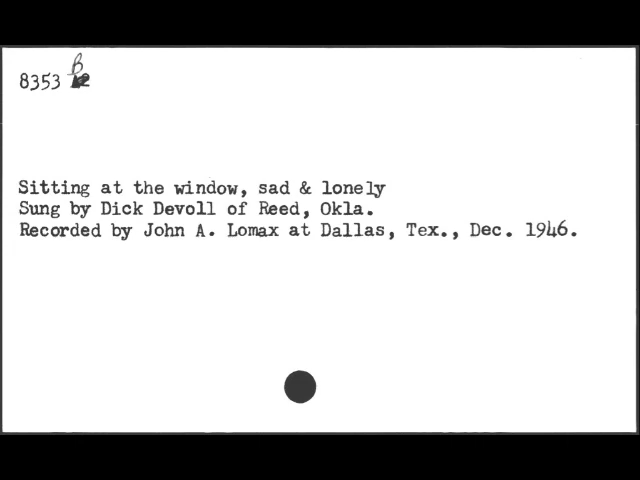 8353 B
Sitting at the window, sad & lonely
Sung by Dick Devoll of Reed, Okla.
Recorded by John A. Lomax at Dallas, Tex., Dec. 1946.